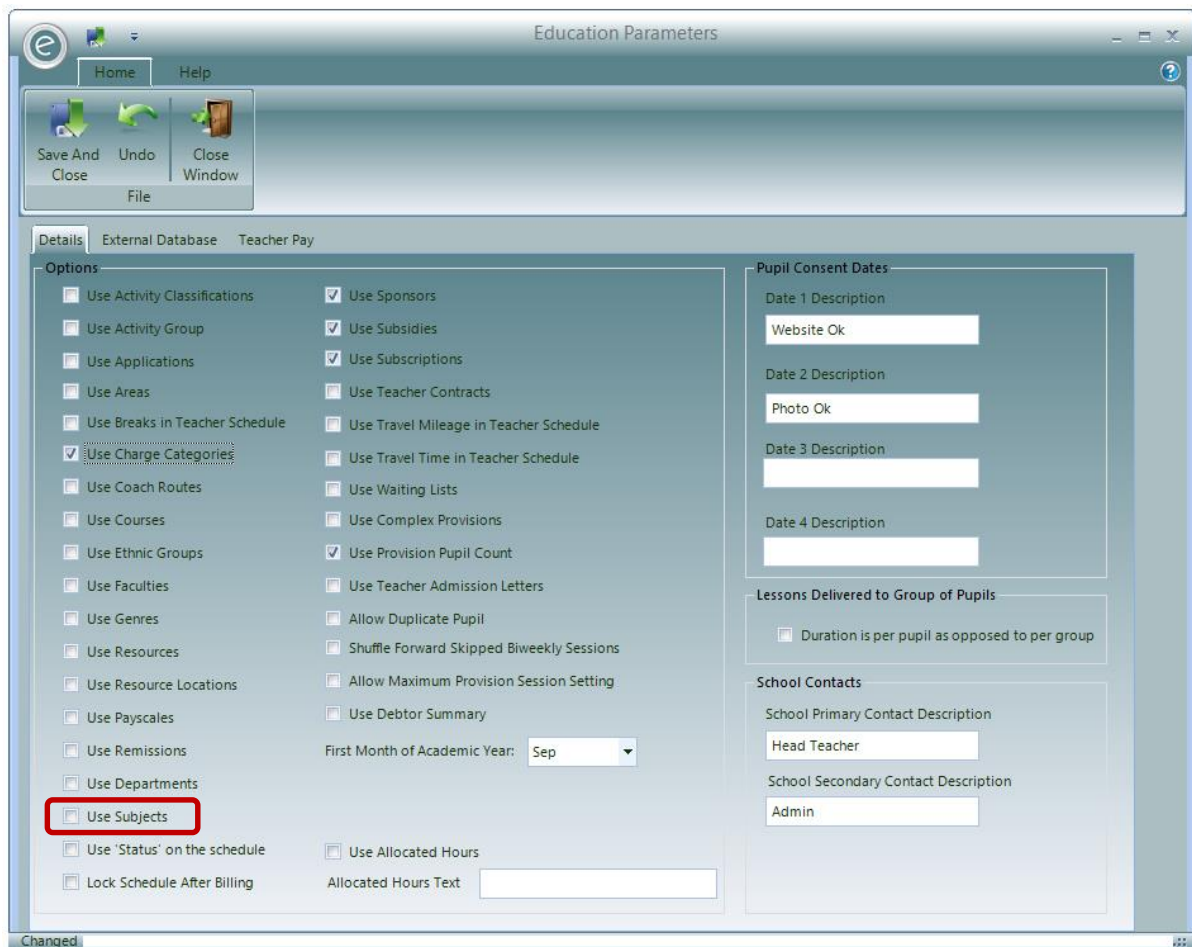 Education Parameters
e
Home Help
Save And Close
Undo
Close Window
File
Details External Database Teacher Pay
Options
Use Activity Classifications
Use Activity Group
Use Applications
Use Areas
Use Breaks in Teacher Schedule
Use Charge Categories
Use Coach Routes
Use Courses
Use Ethnic Groups
Use Faculties
Use Genres
Use Resources
Use Resource Locations
Use Payscales
Use Remissions
Use Departments
Use Subjects
Use 'Status' on the schedule
Lock Schedule After Billing
Use Sponsors
Use Subsidies
Use Subscriptions
Use Teacher Contracts
Use Travel Mileage in Teacher Schedule
Use Travel Time in Teacher Schedule
Use Waiting Lists
Use Complex Provisions
Use Provision Pupil Count
Use Teacher Admission Letters
Allow Duplicate Pupil
Shuffle Forward Skipped Biweekly Sessions
Allow Maximum Provision Session Setting
Use Debtor Summary
First Month of Academic Year: Sep
Use Allocated Hours
Allocated Hours Text
Pupil Consent Dates
Date 1 Description
Website Ok
Date 2 Description
Photo Ok
Date 3 Description
Date 4 Description
Lessons Delivered to Group of Pupils
Duration is per pupil as opposed to per group
School Contacts
School Primary Contact Description
Head Teacher
School Secondary Contact Description
Admin
Changed